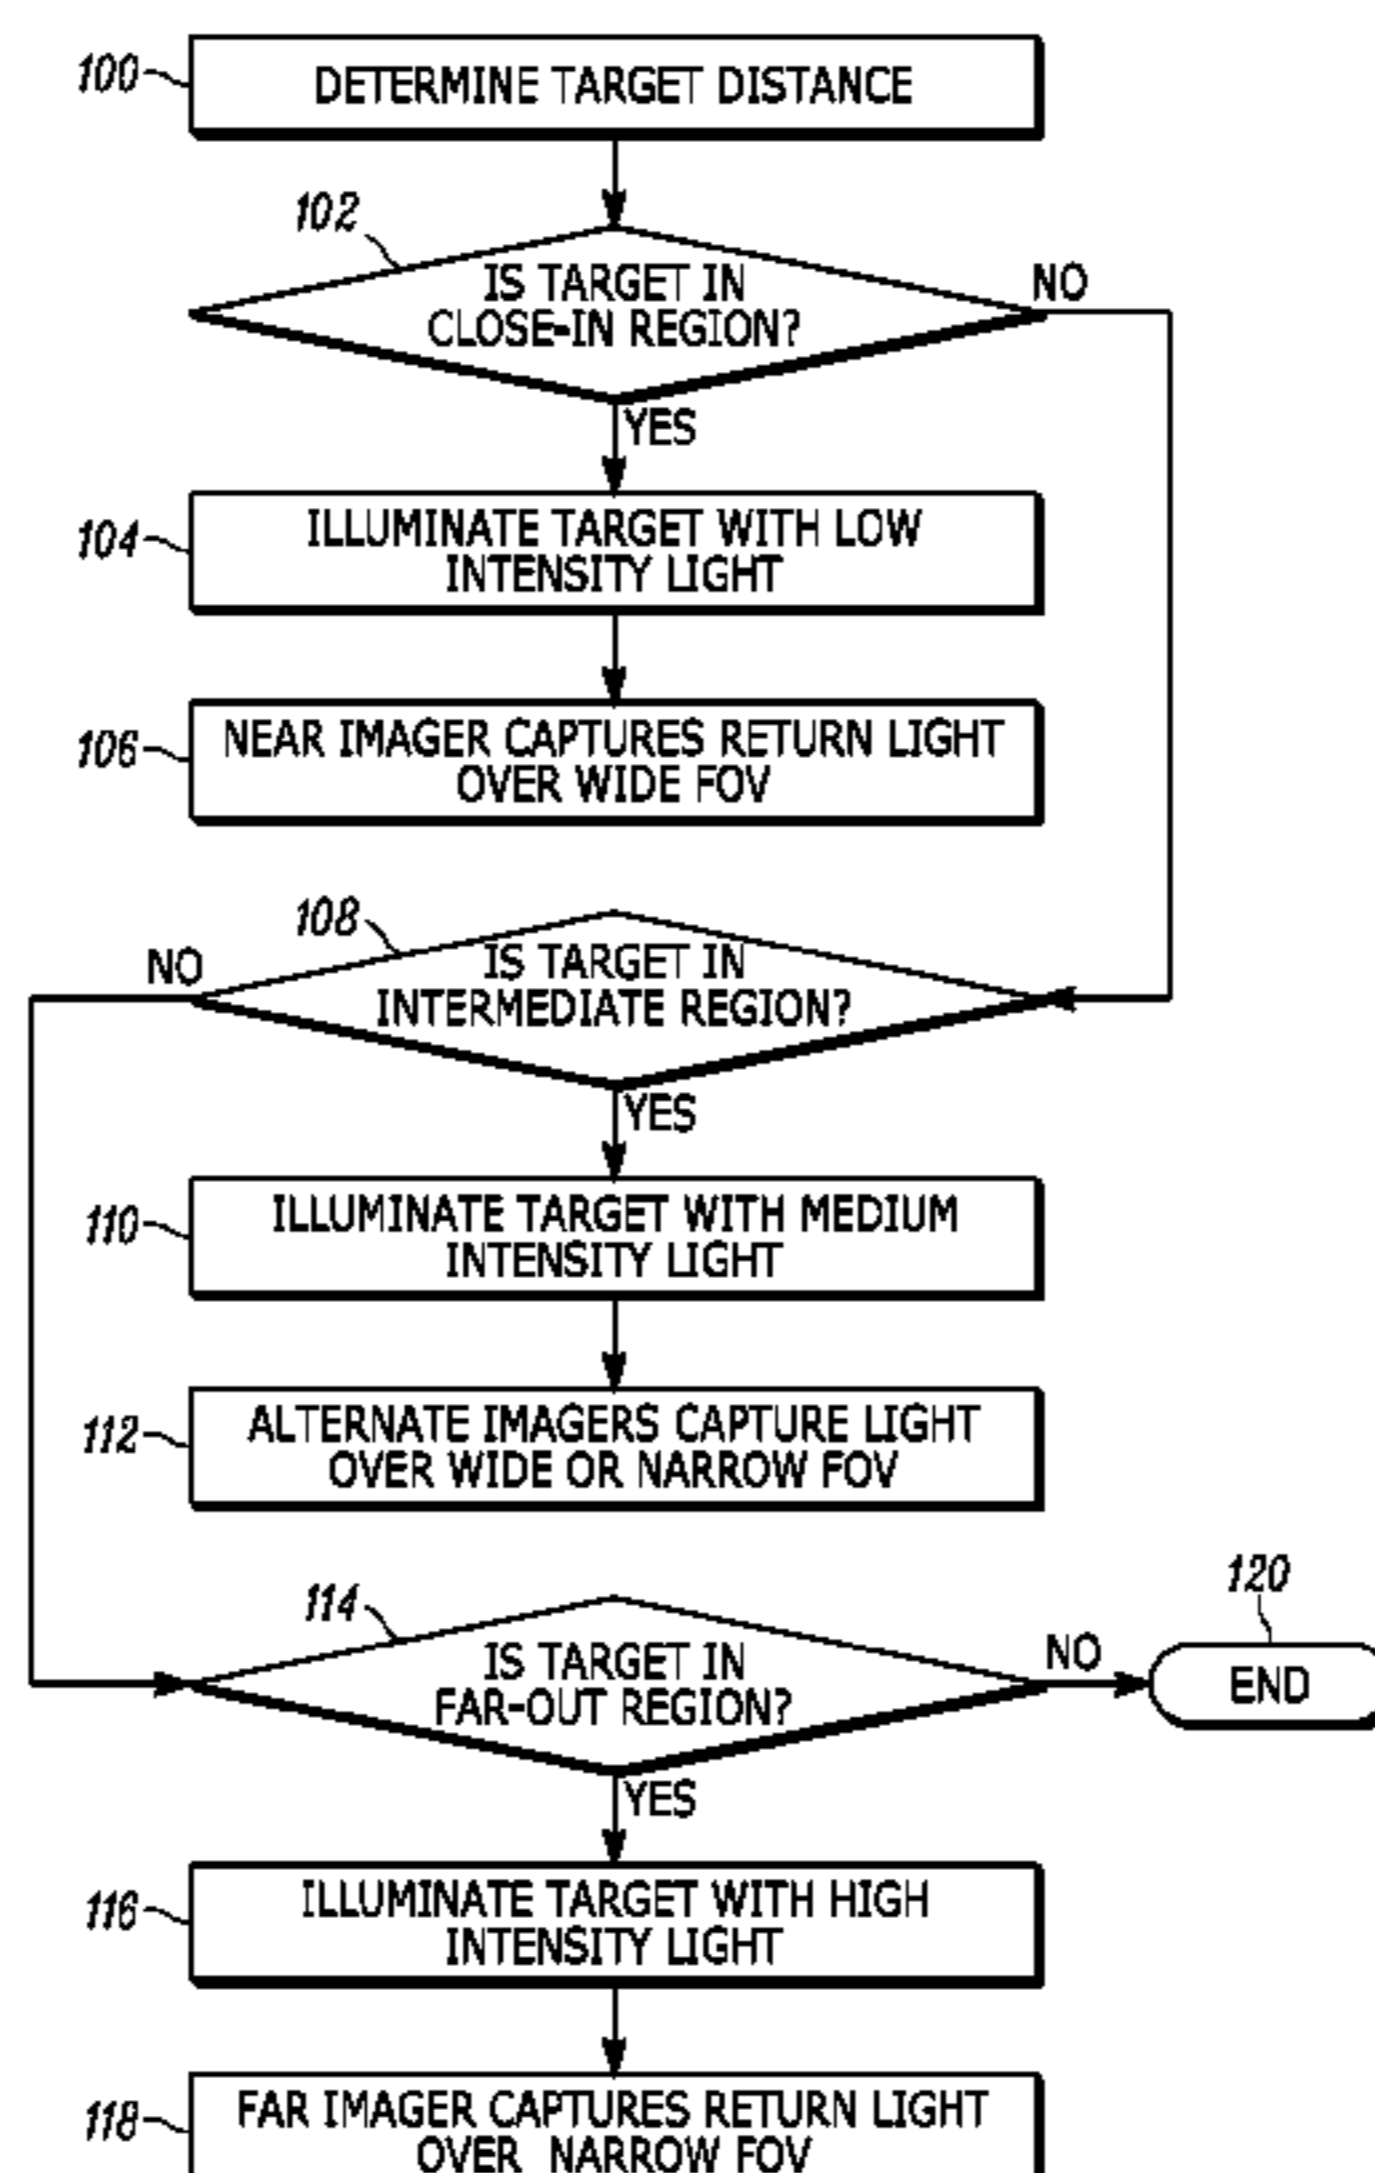 100
DETERMINE TARGET DISTANCE
102
IS TARGET IN
CLOSE-IN REGION?
NO
YES
104
ILLUMINATE TARGET WITH LOW
INTENSITY LIGHT
106
NEAR IMAGER CAPTURES RETURN LIGHT
OVER WIDE FOV
108
NO
IS TARGET IN
INTERMEDIATE REGION?
YES
110
ILLUMINATE TARGET WITH MEDIUM
INTENSITY LIGHT
112
ALTERNATE IMAGERS CAPTURE LIGHT
OVER WIDE OR NARROW FOV
114
IS TARGET IN
FAR-OUT REGION?
NO
120
END
YES
116
ILLUMINATE TARGET WITH HIGH
INTENSITY LIGHT
118
FAR IMAGER CAPTURES RETURN LIGHT
OVER NARROW FOV